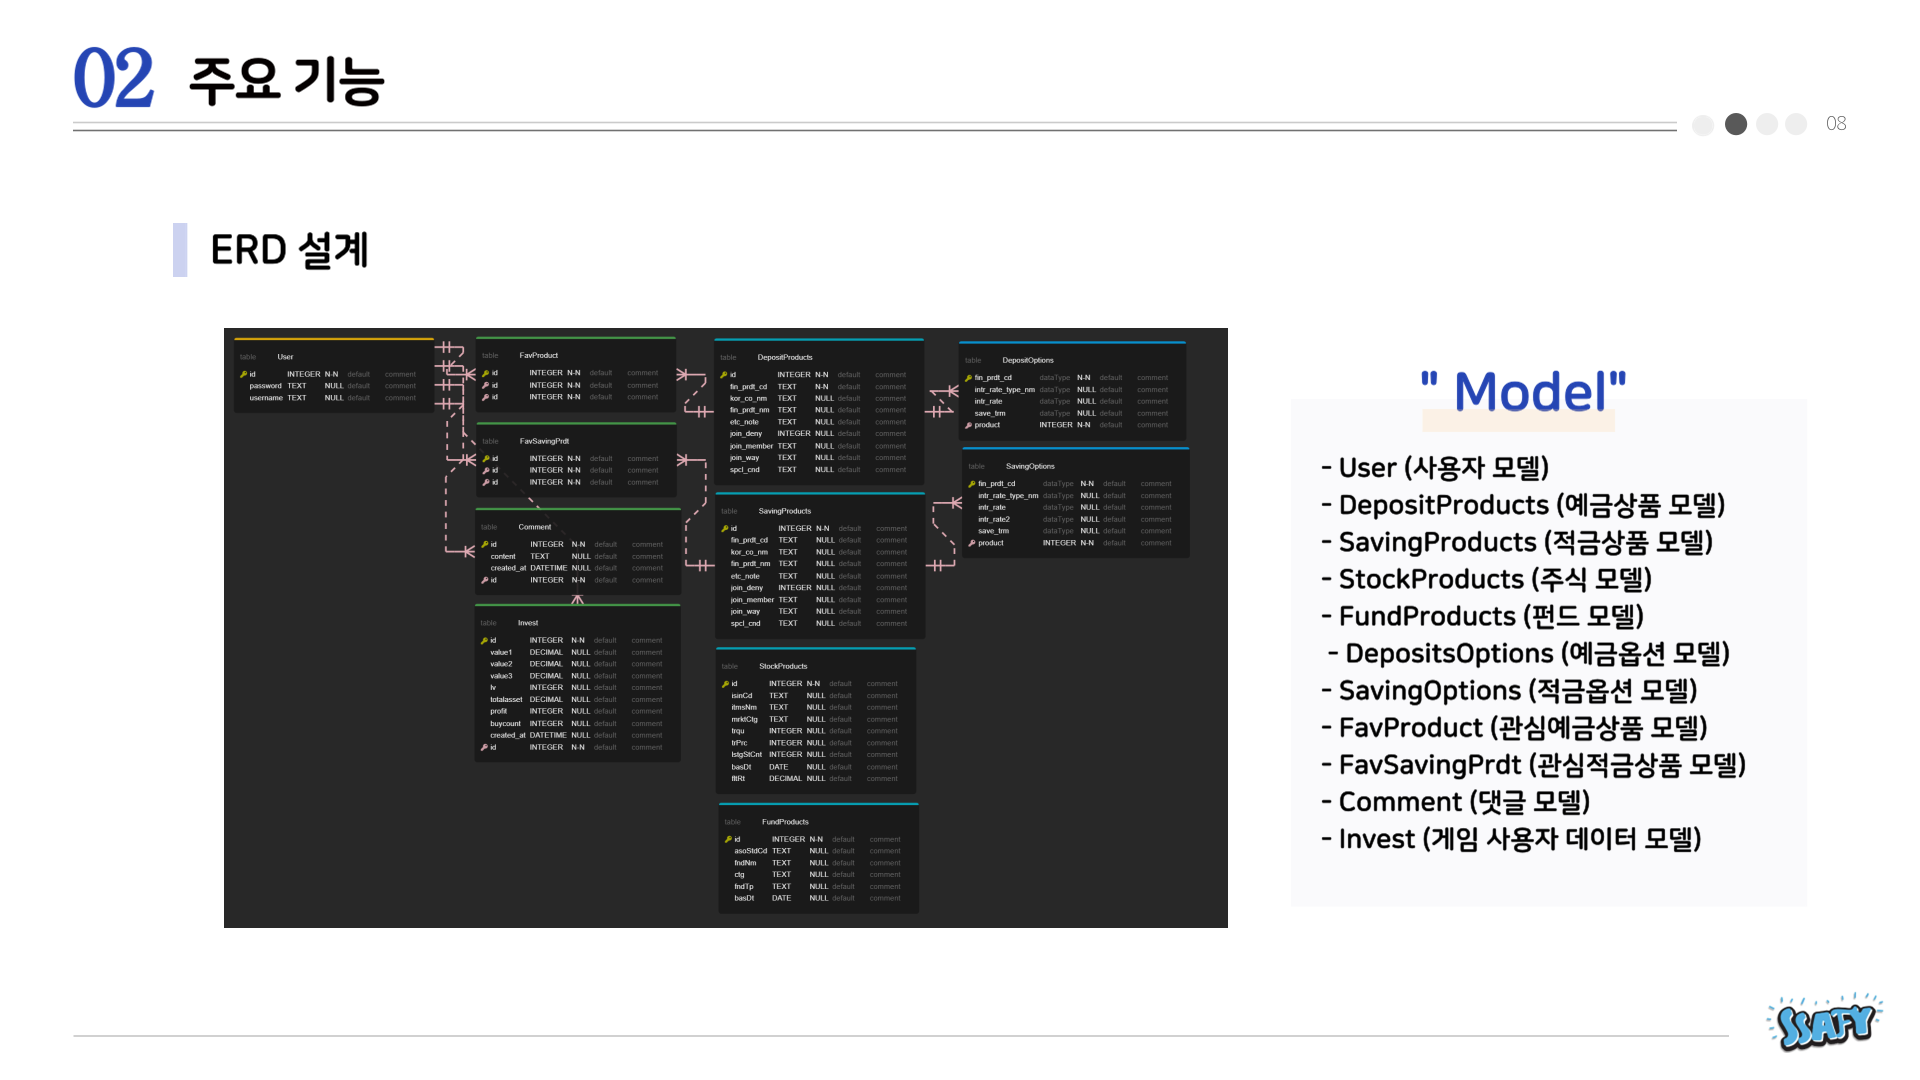 02 주요 기능
08
ERD 설계
table User
id INTEGER N-N default comment
password TEXT NULL default comment
username TEXT NULL default comment
table FavProduct
id INTEGER N-N default comment
id INTEGER N-N default comment
id INTEGER N-N default comment
table FavSavingPrdt
id INTEGER N-N default comment
id INTEGER N-N default comment
id INTEGER N-N default comment
table Comment
id INTEGER N-N default comment
content TEXT NULL default comment
created_at DATETIME NULL default comment
id INTEGER N-N default comment
table Invest
id INTEGER N-N default comment
value1 DECIMAL NULL default comment
value2 DECIMAL NULL default comment
value3 DECIMAL NULL default comment
lv INTEGER NULL default comment
totalasset DECIMAL NULL default comment
profit INTEGER NULL default comment
buycount INTEGER NULL default comment
created_at DATETIME NULL default comment
id INTEGER N-N default comment
table DepositProducts
id INTEGER N-N default comment
fin_prdt_cd TEXT N-N default comment
kor_co_nm TEXT NULL default comment
fin_prdt_nm TEXT NULL default comment
etc_note TEXT NULL default comment
join_deny INTEGER NULL default comment
join_member TEXT NULL default comment
join_way TEXT NULL default comment
spcl_cnd TEXT NULL default comment
table SavingProducts
id INTEGER N-N default comment
fin_prdt_cd TEXT NULL default comment
kor_co_nm TEXT NULL default comment
fin_prdt_nm TEXT NULL default comment
etc_note TEXT NULL default comment
join_deny INTEGER NULL default comment
join_member TEXT NULL default comment
join_way TEXT NULL default comment
spcl_cnd TEXT NULL default comment
table StockProducts
id INTEGER N-N default comment
isinCd TEXT NULL default comment
itmsNm TEXT NULL default comment
mrktCtg TEXT NULL default comment
trqu INTEGER NULL default comment
trPrc INTEGER NULL default comment
lstgStCnt INTEGER NULL default comment
basDt DATE NULL default comment
fltRt DECIMAL NULL default comment
table FundProducts
id INTEGER N-N default comment
asoStdCd TEXT NULL default comment
fndNm TEXT NULL default comment
ctg TEXT NULL default comment
fndTp TEXT NULL default comment
basDt DATE NULL default comment
table DepositOptions
fin_prdt_cd dataType N-N default comment
intr_rate_type_nm dataType NULL default comment
intr_rate dataType NULL default comment
save_trm dataType NULL default comment
product INTEGER N-N default comment
table SavingOptions
fin_prdt_cd dataType N-N default comment
intr_rate_type_nm dataType NULL default comment
intr_rate dataType NULL default comment
intr_rate2 dataType NULL default comment
save_trm dataType NULL default comment
product INTEGER N-N default comment
" Model"
- User (사용자 모델)
- DepositProducts (예금상품 모델)
- SavingProducts (적금상품 모델)
- StockProducts (주식 모델)
- FundProducts (펀드 모델)
- DepositsOptions (예금옵션 모델)
- SavingOptions (적금옵션 모델)
- FavProduct (관심예금상품 모델)
- FavSavingPrdt (관심적금상품 모델)
- Comment (댓글 모델)
- Invest (게임 사용자 데이터 모델)
SSAFY